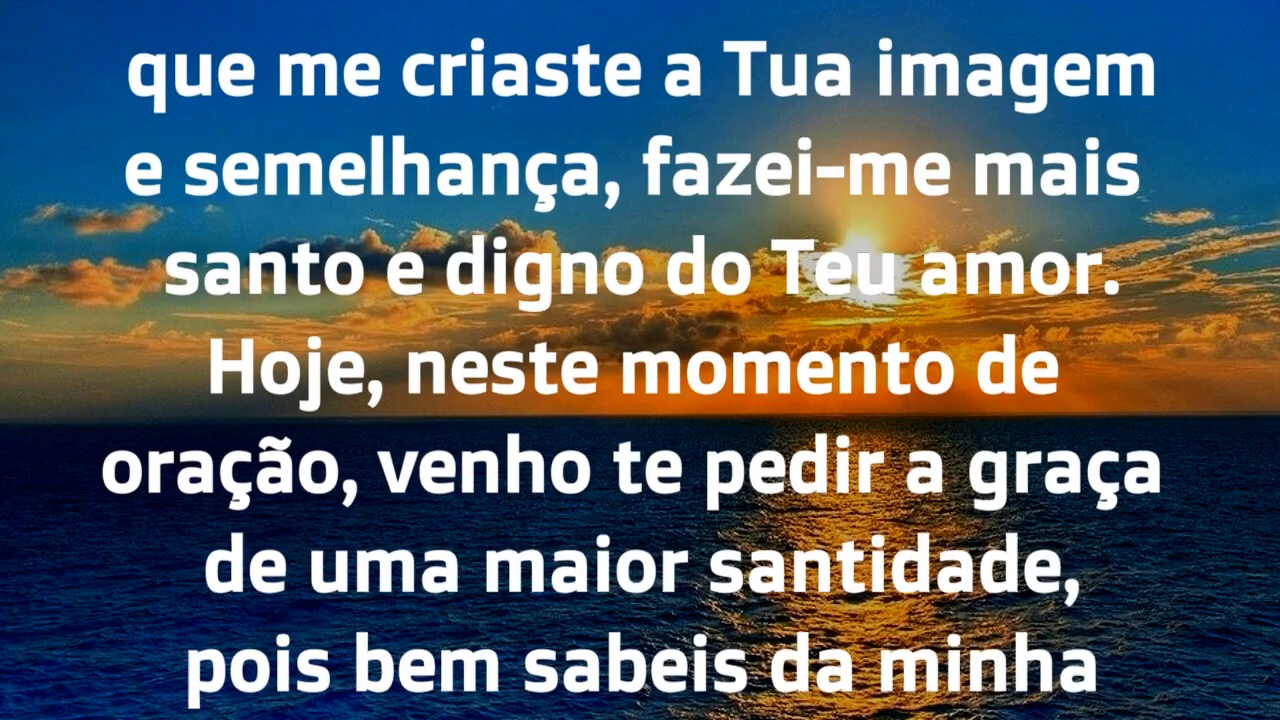 que me criaste a Tua imagem
e semelhança, fazei-me mais
santo e digno do Teu amor.
Hoje, neste momento de
oração, venho te pedir a graça
de uma maior santidade,
pois bem sabeis da minha